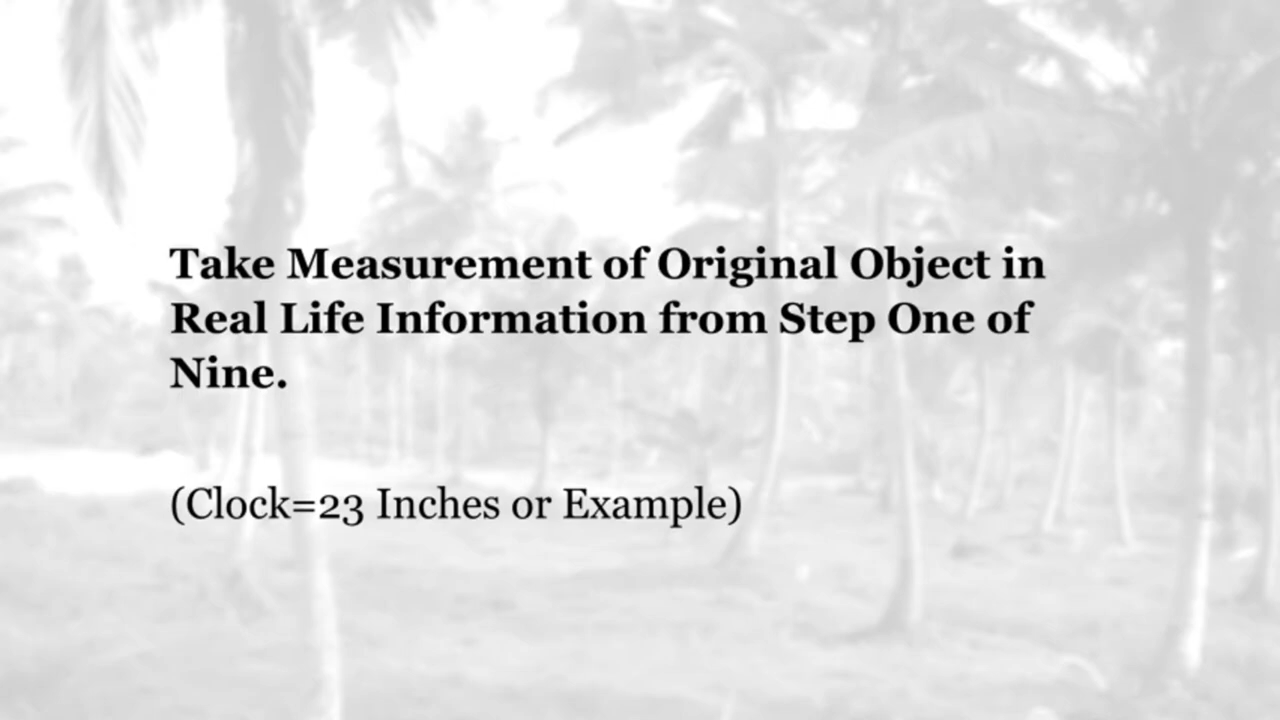 Take Measurement of Original Object in
Real Life Information from Step One of
Nine.
(Clock=23 Inches or Example)